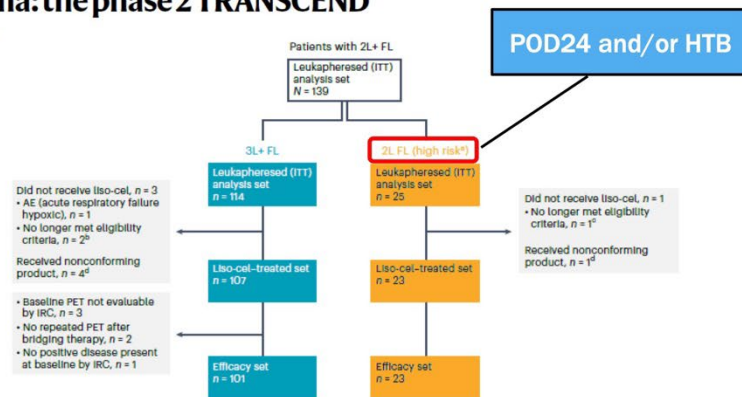 na: the phase 2 TRANSCEND
POD24 and/or HTB
Patients with 2L+ FL
Leukapheresed (ITT)
analysis set
N = 139
3L+ FL
2L FL (high riskᵃ)
Leukapheresed (ITT)
analysis set
n = 114
Leukapheresed (ITT)
analysis set
n = 25
Did not receive liso-cel, n = 3
• AE (acute respiratory failure
hypoxic), n = 1
• No longer met eligibility
criteria, n = 2ᵇ
Received nonconforming
product, n = 4ᵈ
Did not receive liso-cel, n = 1
• No longer met eligibility
criteria, n = 1ᶜ
Received nonconforming
product, n = 1ᵈ
Liso-cel–treated set
n = 107
Liso-cel–treated set
n = 23
• Baseline PET not evaluable
by IRC, n = 3
• No repeated PET after
bridging therapy, n = 2
• No positive disease present
at baseline by IRC, n = 1
Efficacy set
n = 101
Efficacy set
n = 23